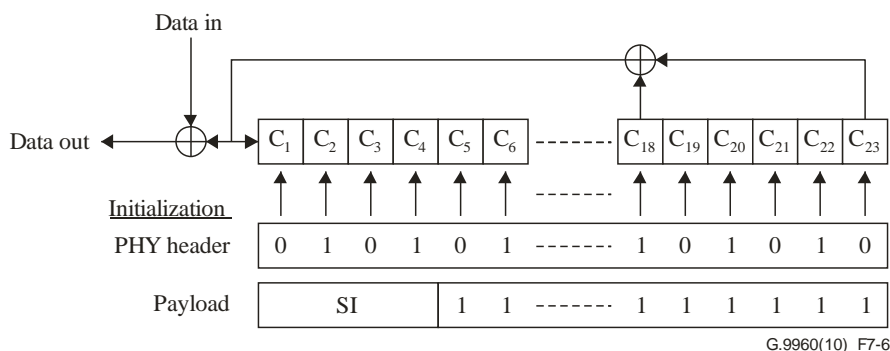 Data in
Data out
C1 C2 C3 C4 C5 C6 C18 C19 C20 C21 C22 C23
Initialization
PHY header 0 1 0 1 0 1 1 0 1 0 1 0
Payload SI 1 1 1 1 1 1 1 1
G.9960(10)_F7-6